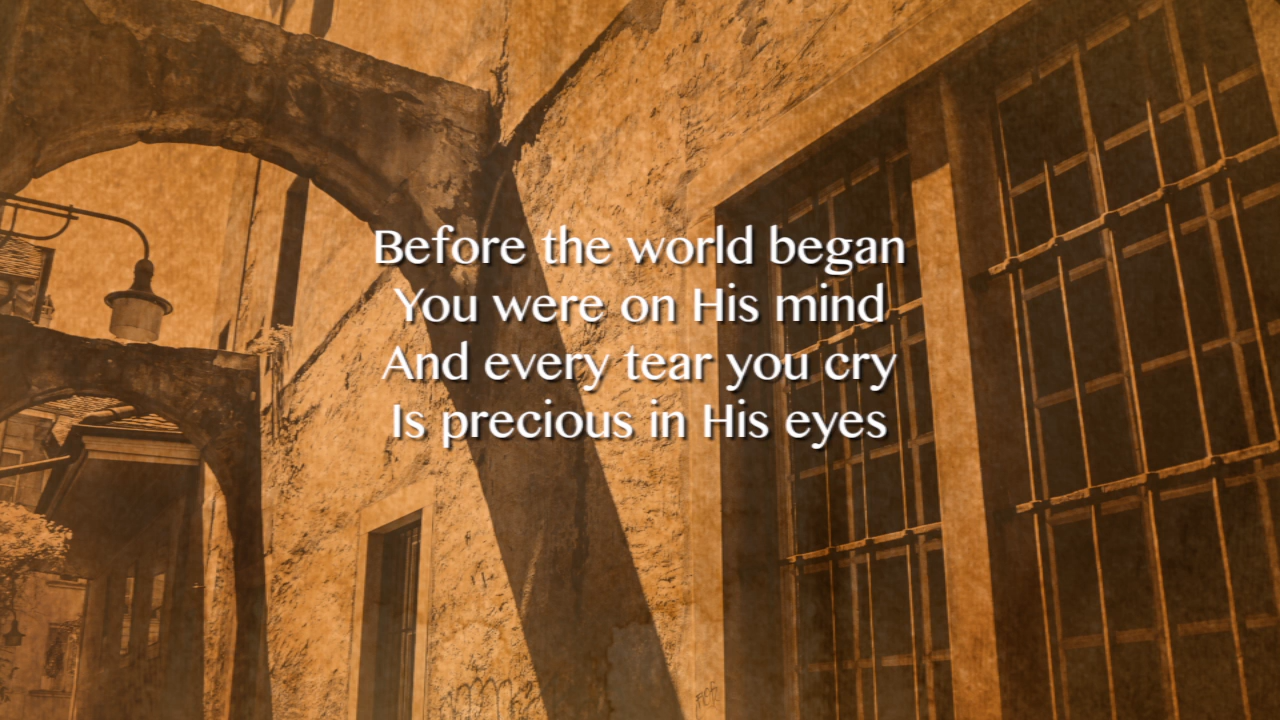 Before the world began
You were on His mind
And every tear you cry
Is precious in His eyes